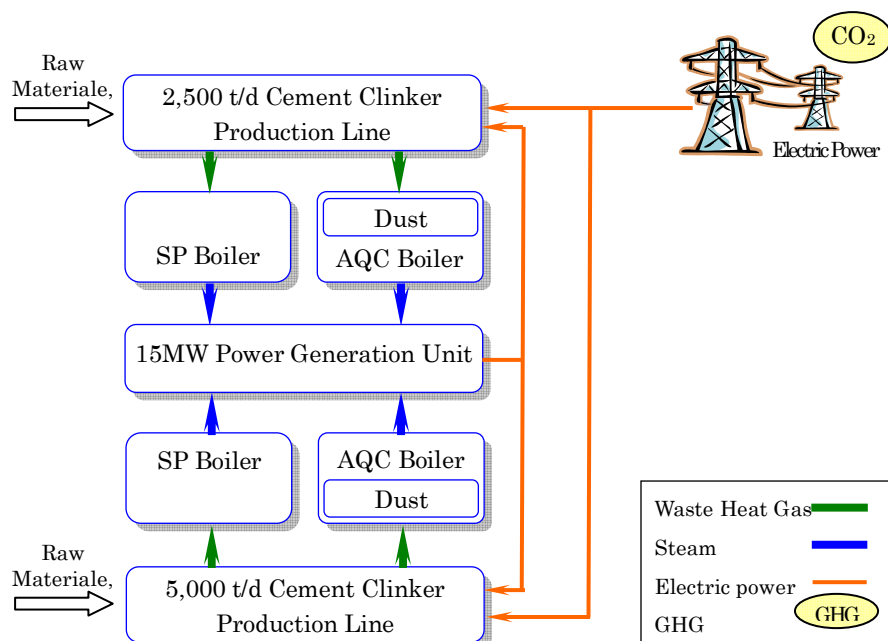 CO₂
Raw
Materiale,
2,500 t/d Cement Clinker
Production Line
Electric Power
Dust
SP Boiler
AQC Boiler
15MW Power Generation Unit
SP Boiler
AQC Boiler
Dust
Raw
Materiale,
5,000 t/d Cement Clinker
Production Line
Waste Heat Gas
Steam
Electric power
GHG
GHG